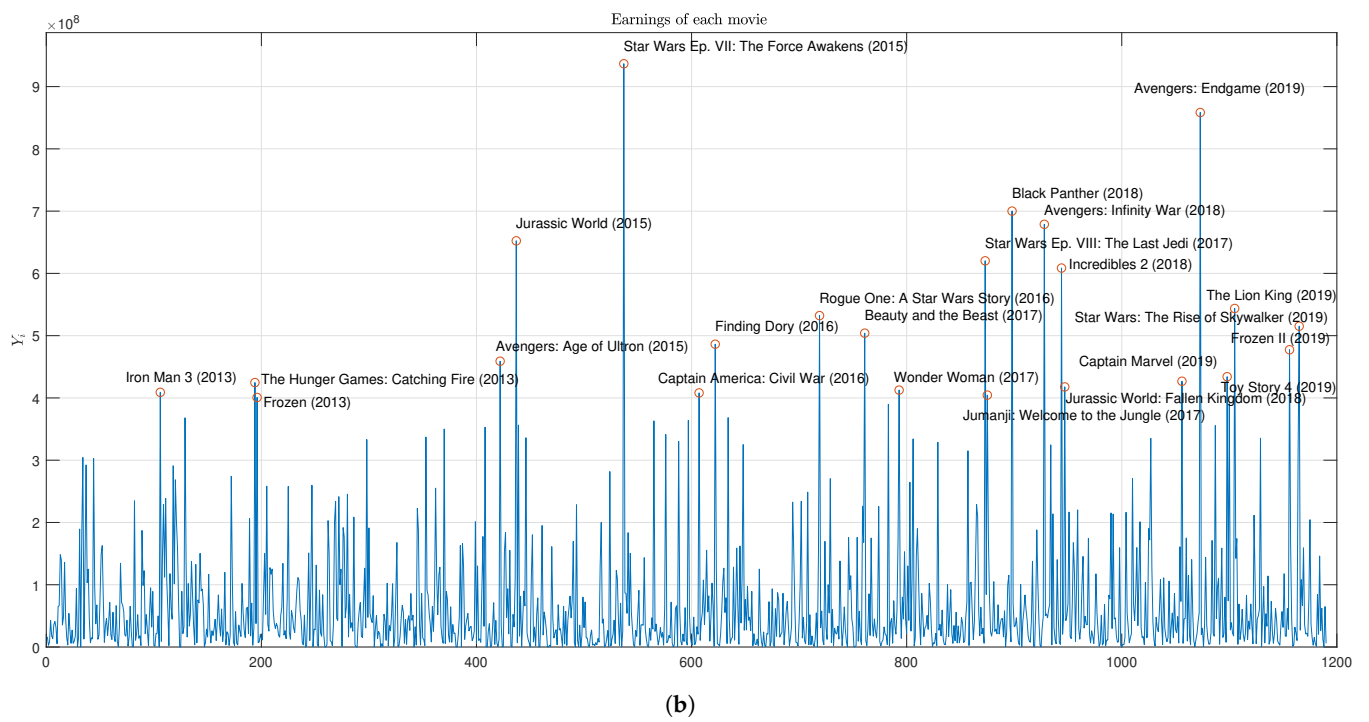 Earnings of each movie
×10⁸
Star Wars Ep. VII: The Force Awakens (2015)
9
Avengers: Endgame (2019)
8
Black Panther (2018)
7
Avengers: Infinity War (2018)
Jurassic World (2015)
Star Wars Ep. VIII: The Last Jedi (2017)
Incredibles 2 (2018)
6
Rogue One: A Star Wars Story (2016)
The Lion King (2019)
Beauty and the Beast (2017)
Star Wars: The Rise of Skywalker (2019)
Finding Dory (2016)
Frozen II (2019)
5
Yᵢ
Avengers: Age of Ultron (2015)
Captain Marvel (2019)
Iron Man 3 (2013)
The Hunger Games: Catching Fire (2013)
Captain America: Civil War (2016)
Wonder Woman (2017)
Toy Story 4 (2019)
Frozen (2013)
Jurassic World: Fallen Kingdom (2018)
4
Jumanji: Welcome to the Jungle (2017)
3
2
1
0
0 200 400 600 800 1000 1200
(b)